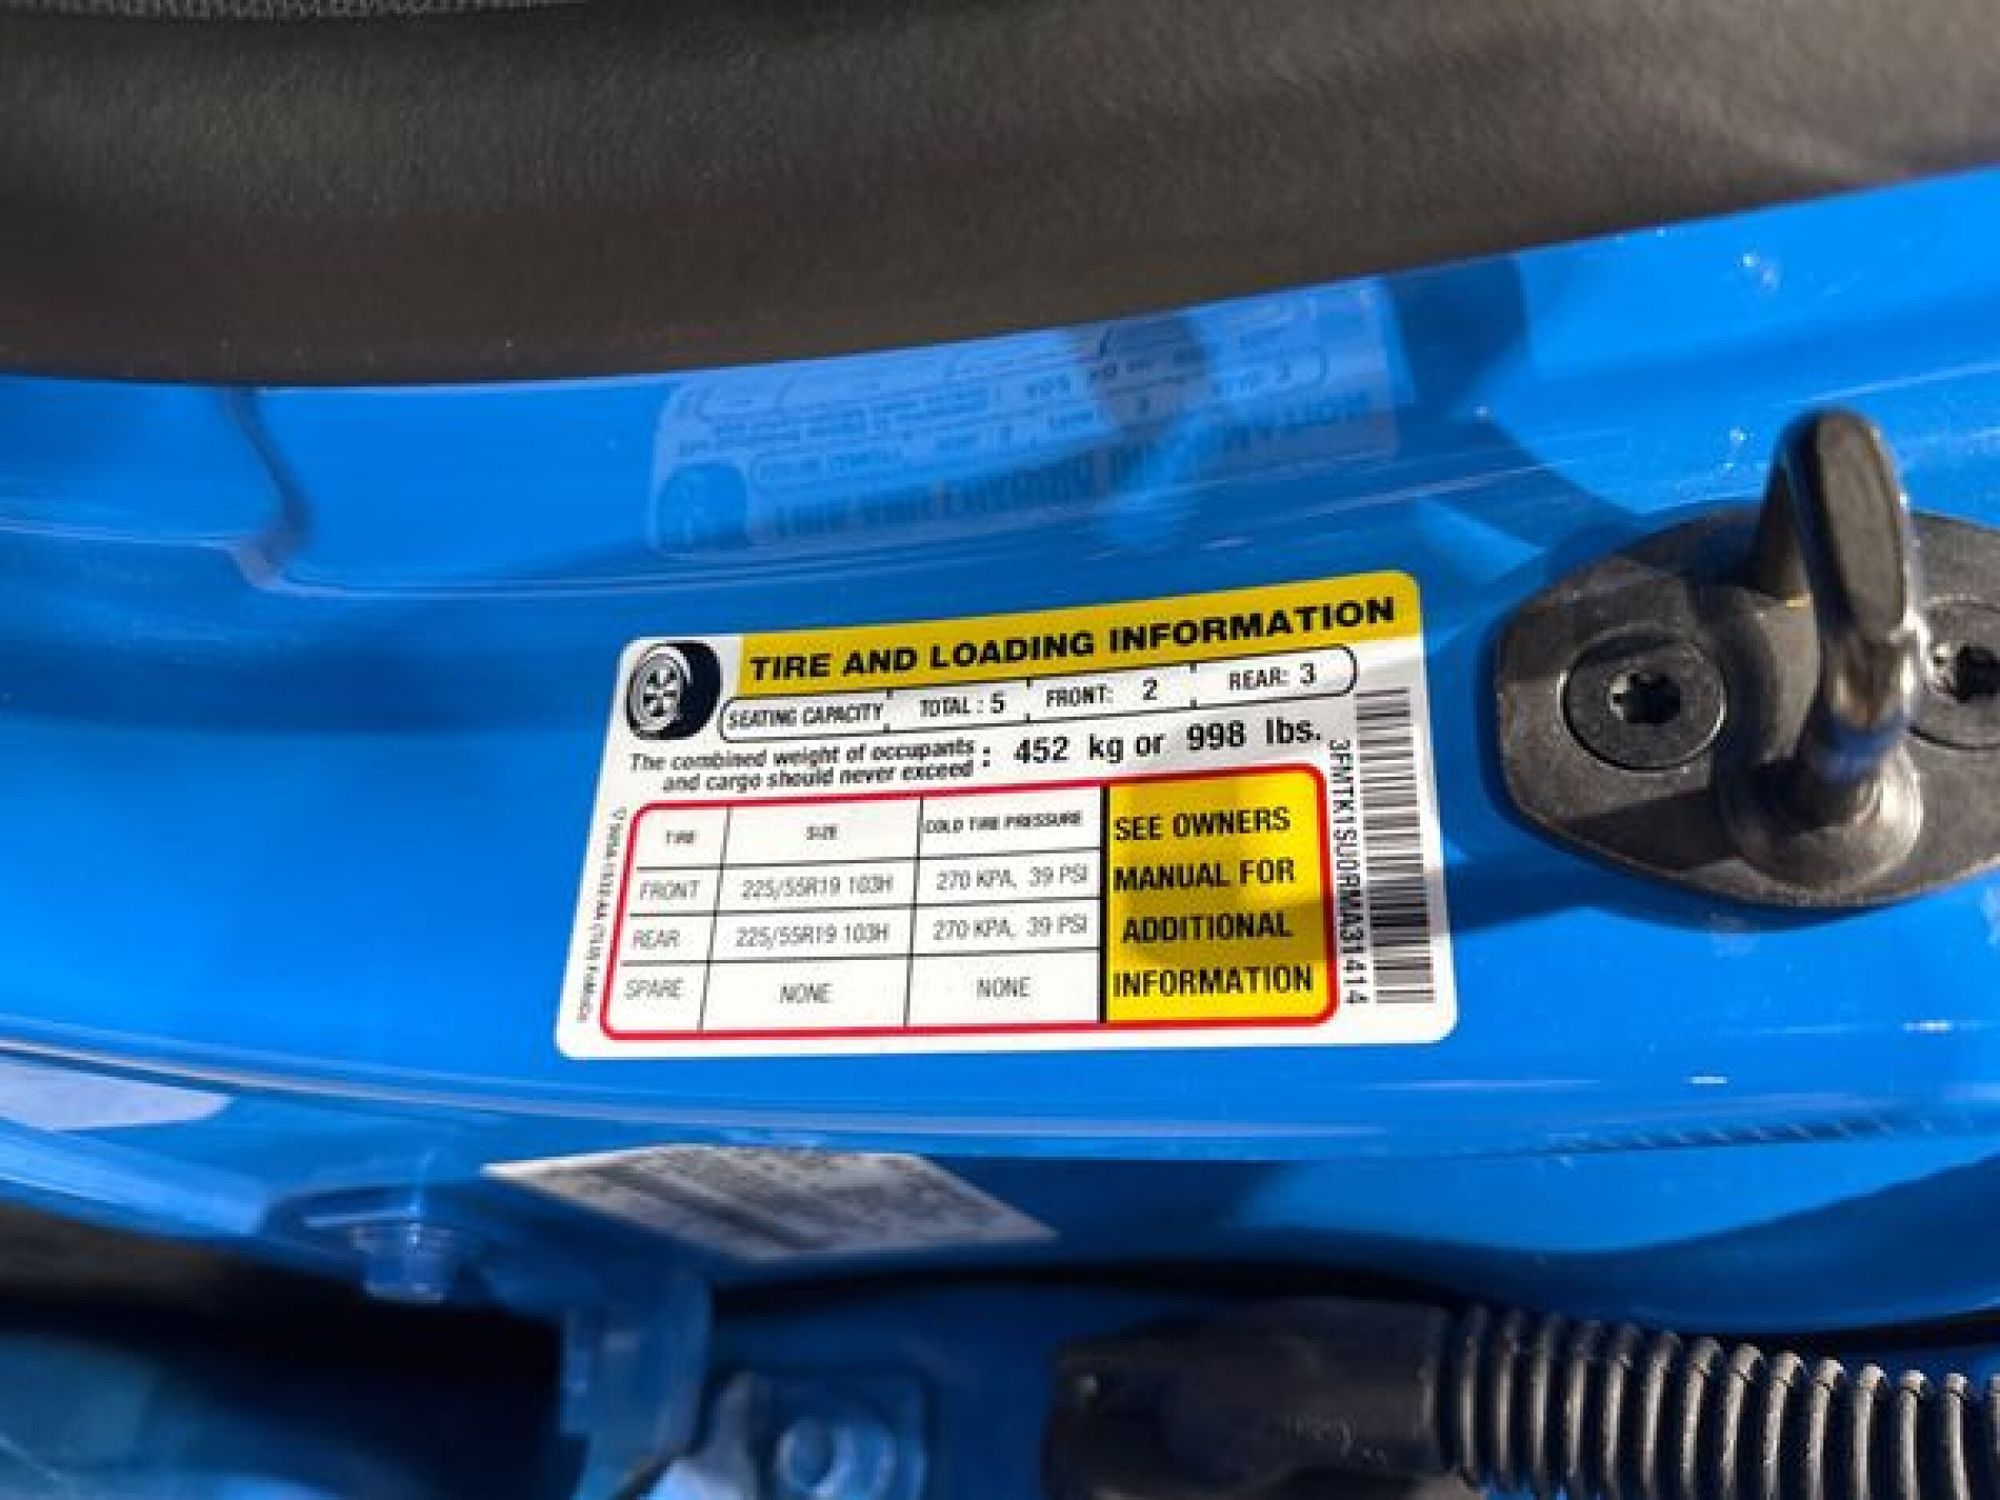 TIRE AND LOADING INFORMATION
SEATING CAPACITY TOTAL : 5 FRONT: 2 REAR: 3
The combined weight of occupants and cargo should never exceed : 452 kg or 998 lbs.
TIRE SIZE COLD TIRE PRESSURE
FRONT 225/55R19 103H 270 KPA, 39 PSI
REAR 225/55R19 103H 270 KPA, 39 PSI
SPARE NONE NONE
SEE OWNERS
MANUAL FOR
ADDITIONAL
INFORMATION
3FMTK1SU0RMA31414